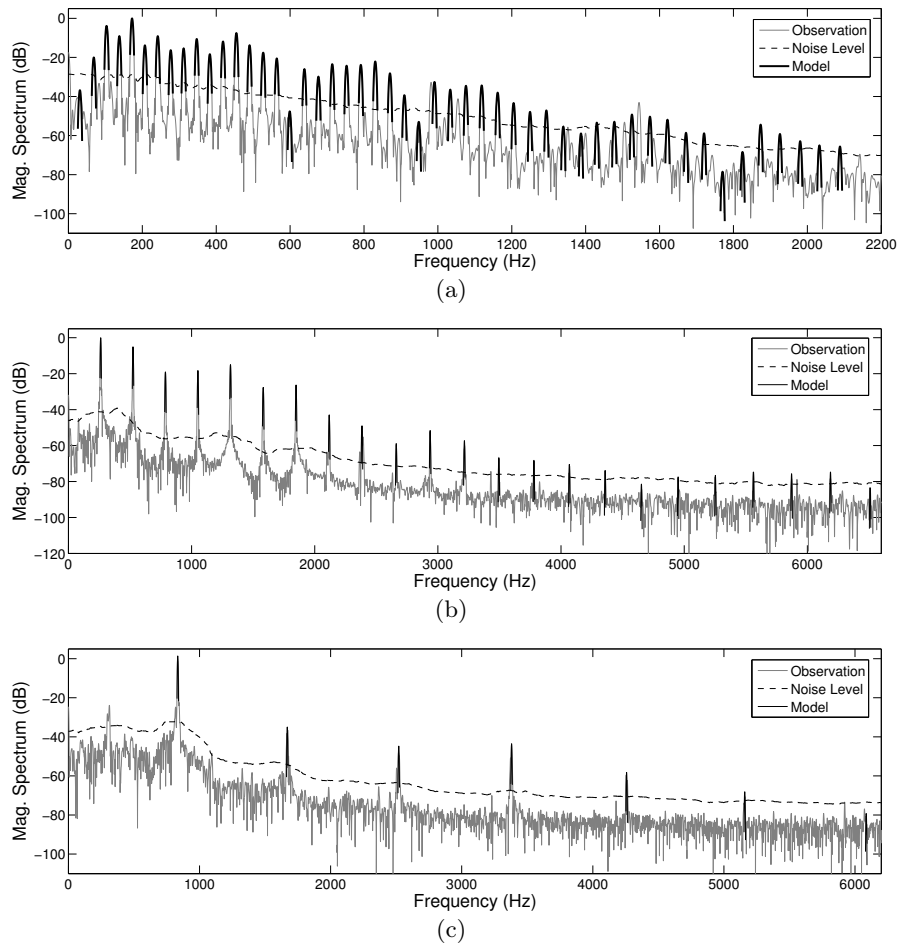 Mag. Spectrum (dB)
0
−20
−40
−60
−80
−100
Observation
Noise Level
Model
0 200 400 600 800 1000 1200 1400 1600 1800 2000 2200
Frequency (Hz)
(a)
Mag. Spectrum (dB)
0
−20
−40
−60
−80
−100
−120
Observation
Noise Level
Model
0 1000 2000 3000 4000 5000 6000
Frequency (Hz)
(b)
Mag. Spectrum (dB)
0
−20
−40
−60
−80
−100
Observation
Noise Level
Model
0 1000 2000 3000 4000 5000 6000
Frequency (Hz)
(c)